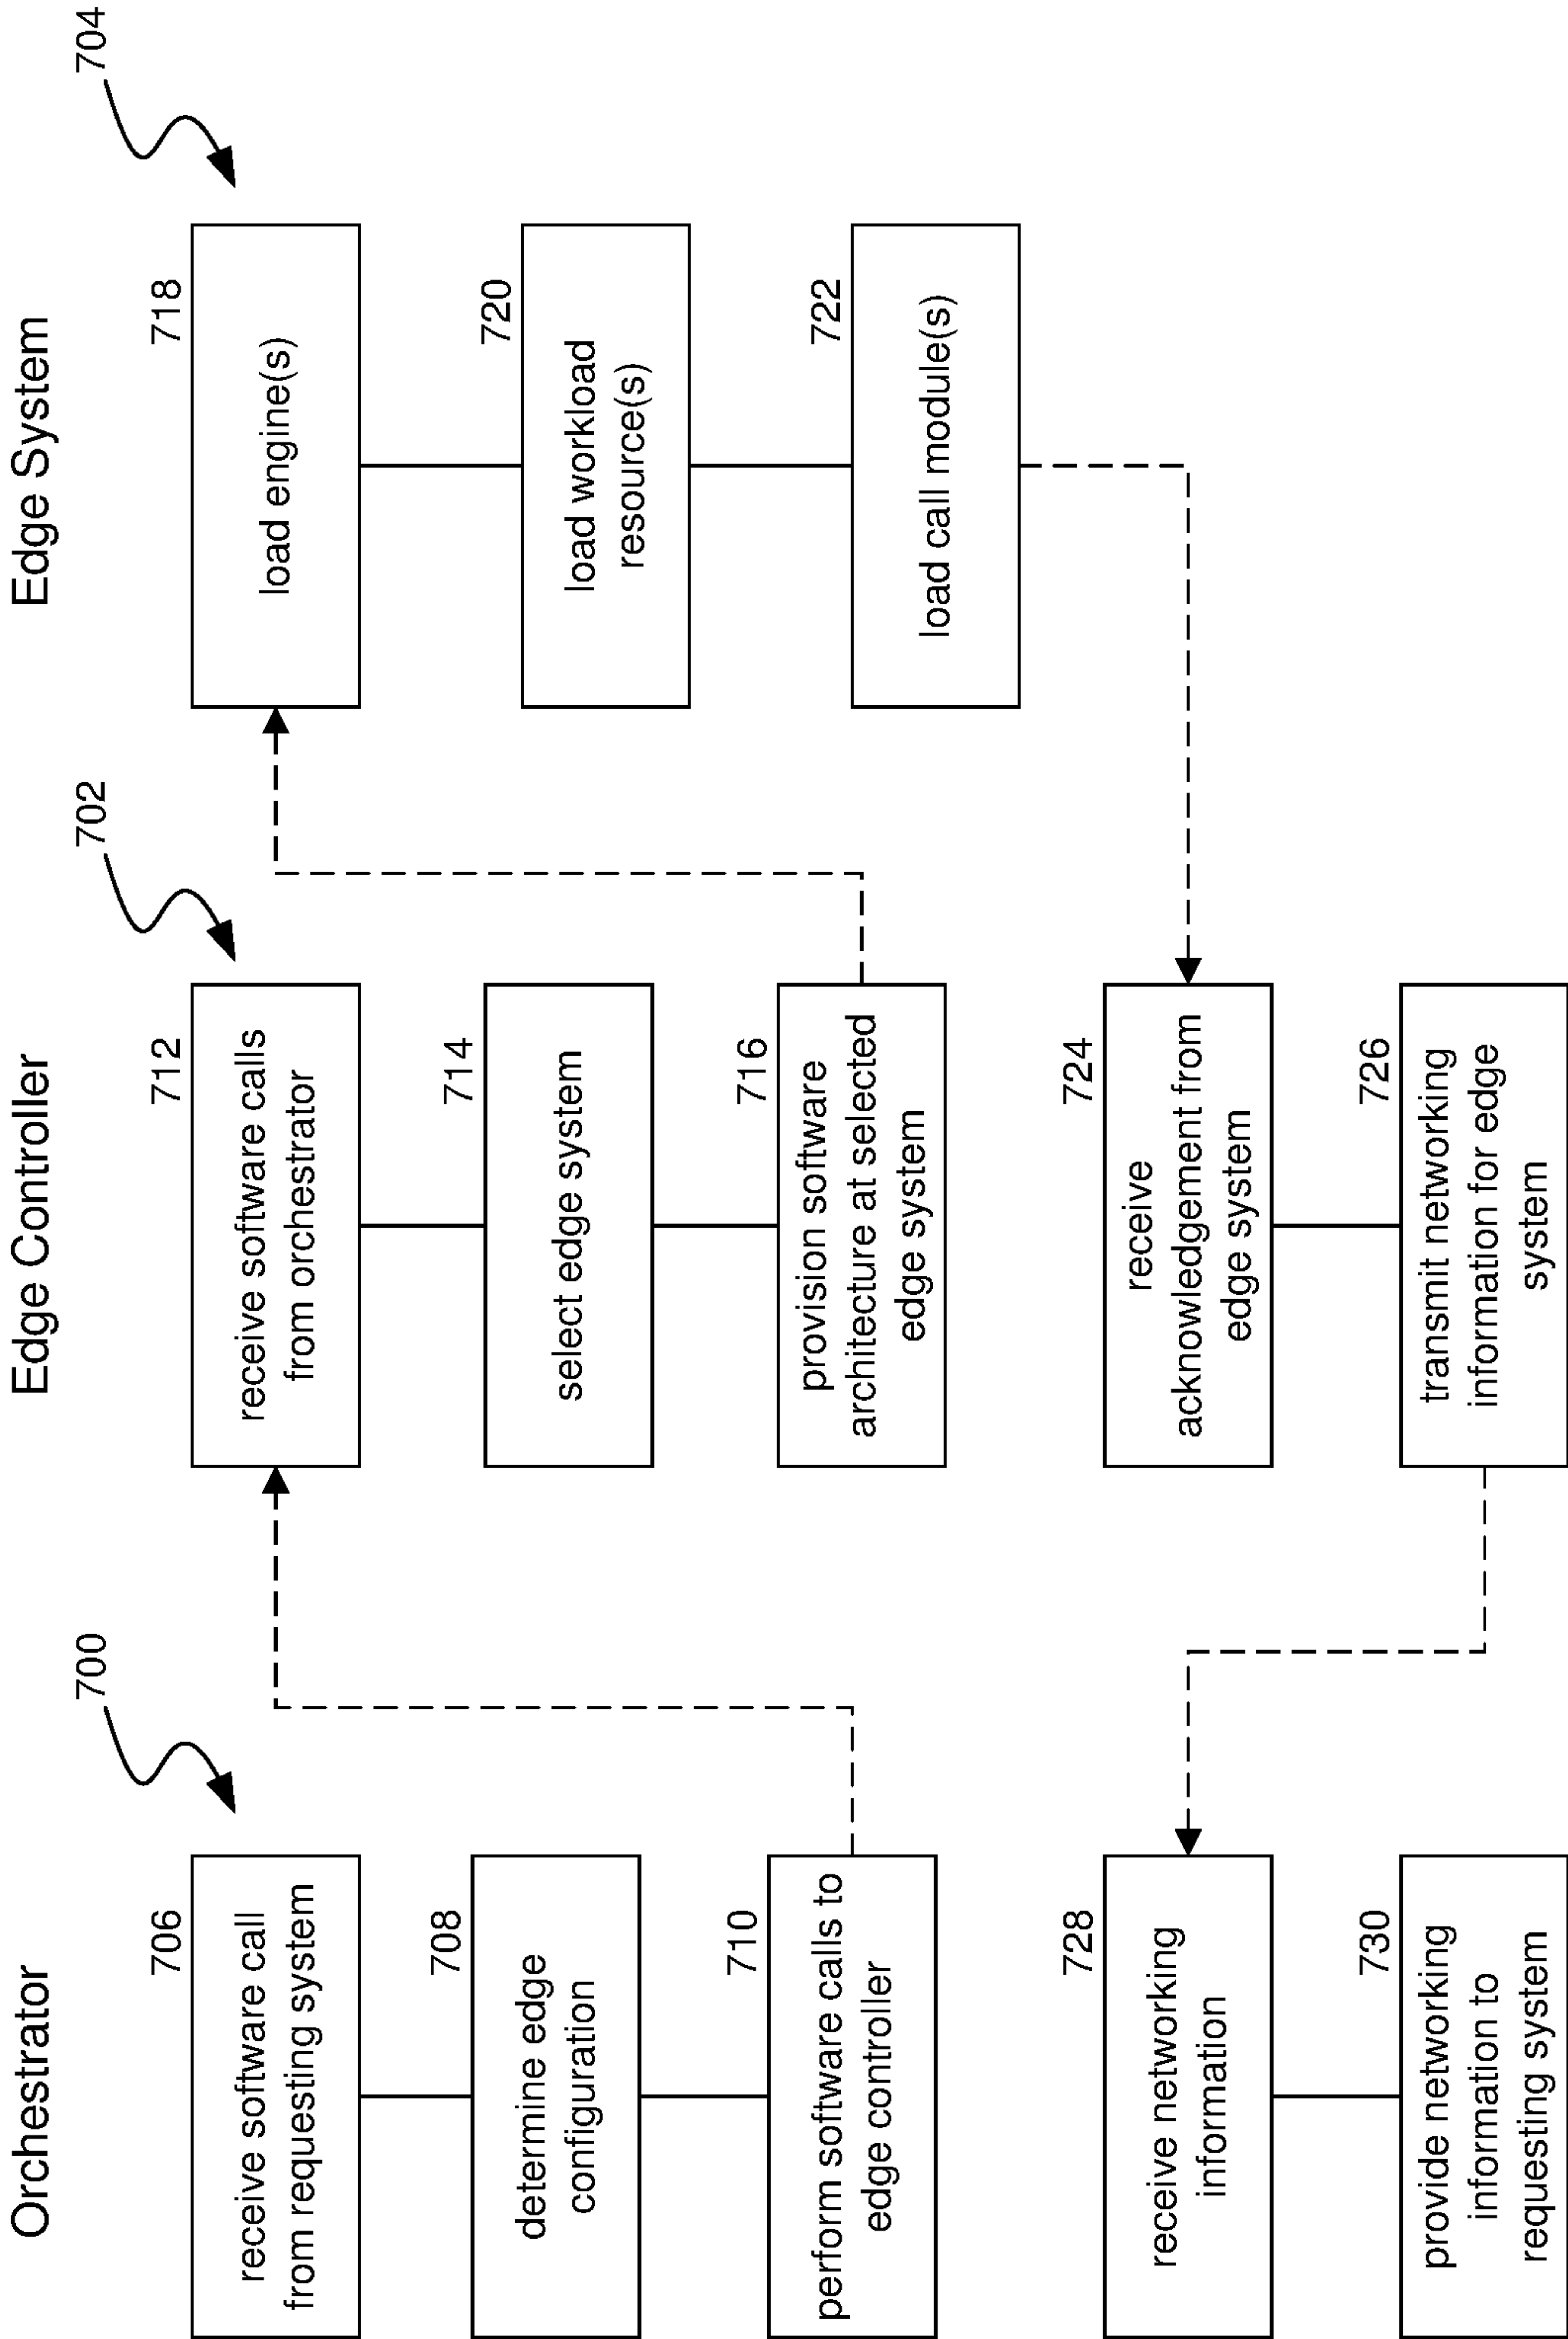 Orchestrator
700
706
receive software call
from requesting system
708
determine edge
configuration
710
perform software calls to
edge controller
728
receive networking
information
730
provide networking
information to
requesting system
Edge Controller
702
712
receive software calls
from orchestrator
714
select edge system
716
provision software
architecture at selected
edge system
724
receive
acknowledgement from
edge system
726
transmit networking
information for edge
system
Edge System
704
718
load engine(s)
720
load workload
resource(s)
722
load call module(s)